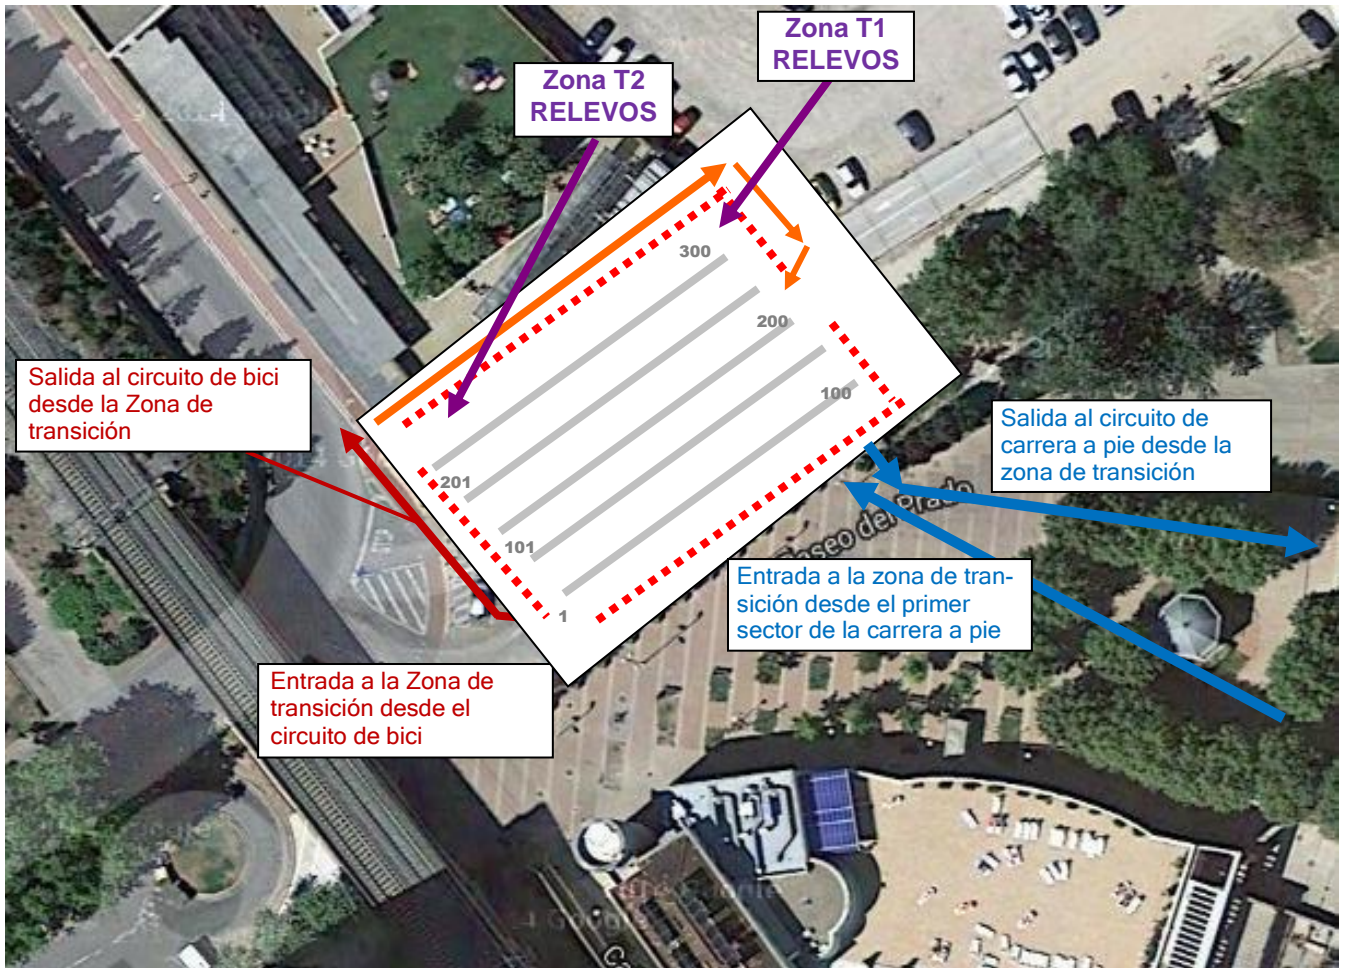 Zona T1
RELEVOS
Zona T2
RELEVOS
300
200
100
201
101
1
Salida al circuito de bici
desde la Zona de
transición
Salida al circuito de
carrera a pie desde la
zona de transición
Paseo del Prado
Entrada a la zona de tran-
sición desde el primer
sector de la carrera a pie
Entrada a la Zona de
transición desde el
circuito de bici